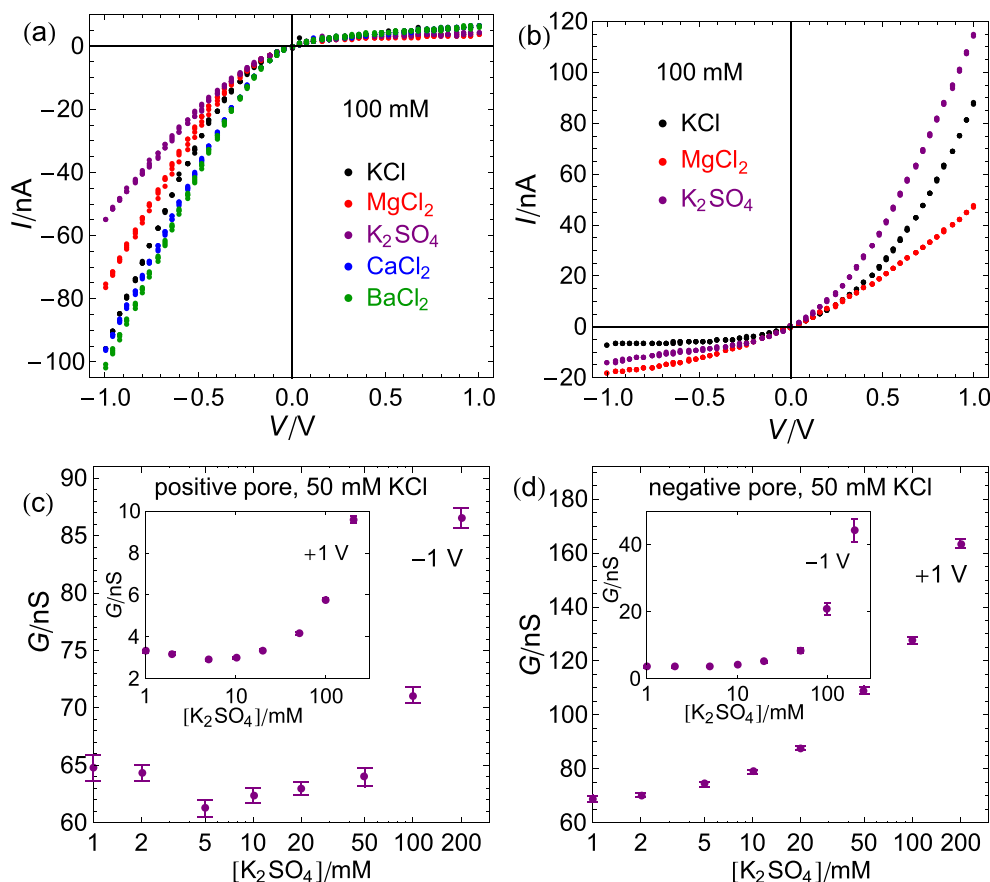 (a)
0
−20
−40
−60
−80
−100
I/nA
100 mM
KCl
MgCl2
K2SO4
CaCl2
BaCl2
−1.0 −0.5 0.0 0.5 1.0
V/V
(b)
120
100
80
60
40
20
0
−20
I/nA
100 mM
KCl
MgCl2
K2SO4
−1.0 −0.5 0.0 0.5 1.0
V/V
(c)
positive pore, 50 mM KCl
90
85
80
75
70
65
60
G/nS
10
8
6
4
2
G/nS
+1 V
1 10 100
[K2SO4]/mM
−1 V
1 2 5 10 20 50 100 200
[K2SO4]/mM
(d)
negative pore, 50 mM KCl
180
160
140
120
100
80
60
G/nS
40
20
0
G/nS
−1 V
1 10 100
[K2SO4]/mM
+1 V
1 2 5 10 20 50 100 200
[K2SO4]/mM